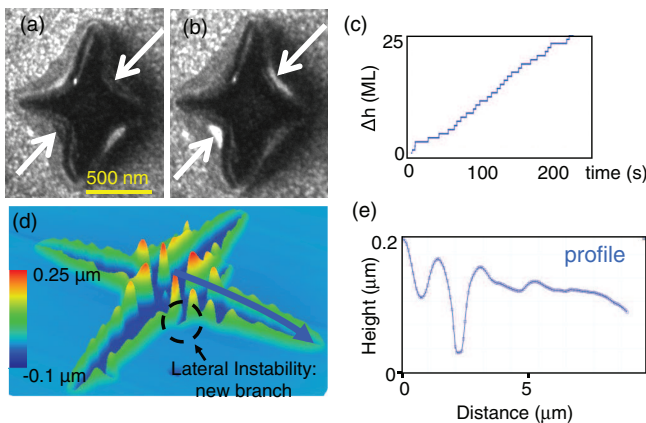 (a)
(b)
500 nm
(c)
25
Δh (ML)
0
0
100
200
time (s)
(d)
0.25 μm
-0.1 μm
Lateral Instability:
new branch
(e)
0.2
profile
Height (μm)
0
0
5
Distance (μm)